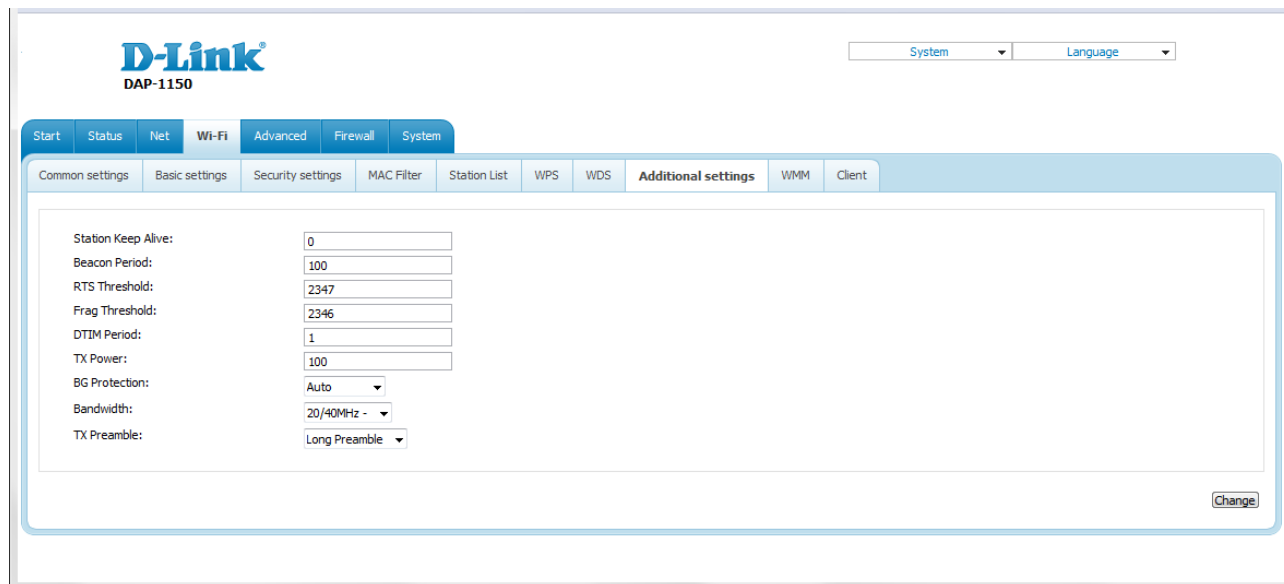 D-Link®
DAP-1150
System Language
Start Status Net Wi-Fi Advanced Firewall System
Common settings Basic settings Security settings MAC Filter Station List WPS WDS Additional settings WMM Client
Station Keep Alive: 0
Beacon Period: 100
RTS Threshold: 2347
Frag Threshold: 2346
DTIM Period: 1
TX Power: 100
BG Protection: Auto
Bandwidth: 20/40MHz -
TX Preamble: Long Preamble
Change